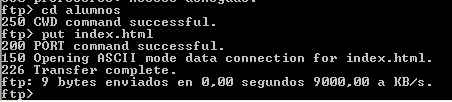 ftp> cd alumnos
250 CWD command successful.
ftp> put index.html
200 PORT command successful.
150 Opening ASCII mode data connection for index.html.
226 Transfer complete.
ftp: 9 bytes enviados en 0,00 segundos 9000,00 a KB/s.
ftp>